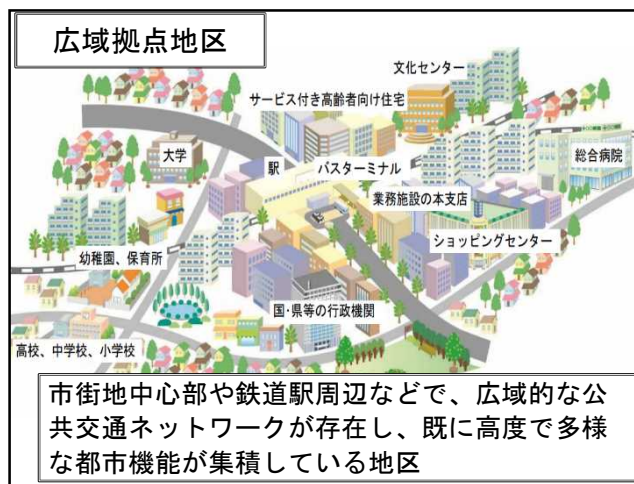 広域拠点地区
文化センター
サービス付き高齢者向け住宅
大学
駅
バスターミナル
総合病院
業務施設の本支店
ショッピングセンター
幼稚園、保育所
国・県等の行政機関
高校、中学校、小学校
市街地中心部や鉄道駅周辺などで、広域的な公
共交通ネットワークが存在し、既に高度で多様
な都市機能が集積している地区